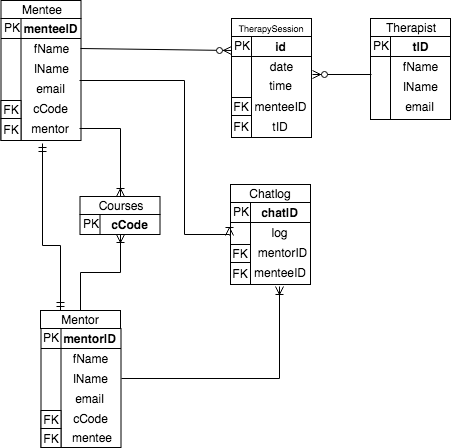 Mentee
PK menteeID
fName
lName
email
FK cCode
FK mentor
TherapySession
PK id
date
time
FK menteeID
FK tID
Therapist
PK tID
fName
lName
email
Courses
PK cCode
Chatlog
PK chatID
log
FK mentorID
FK menteeID
Mentor
PK mentorID
fName
lName
email
FK cCode
FK mentee